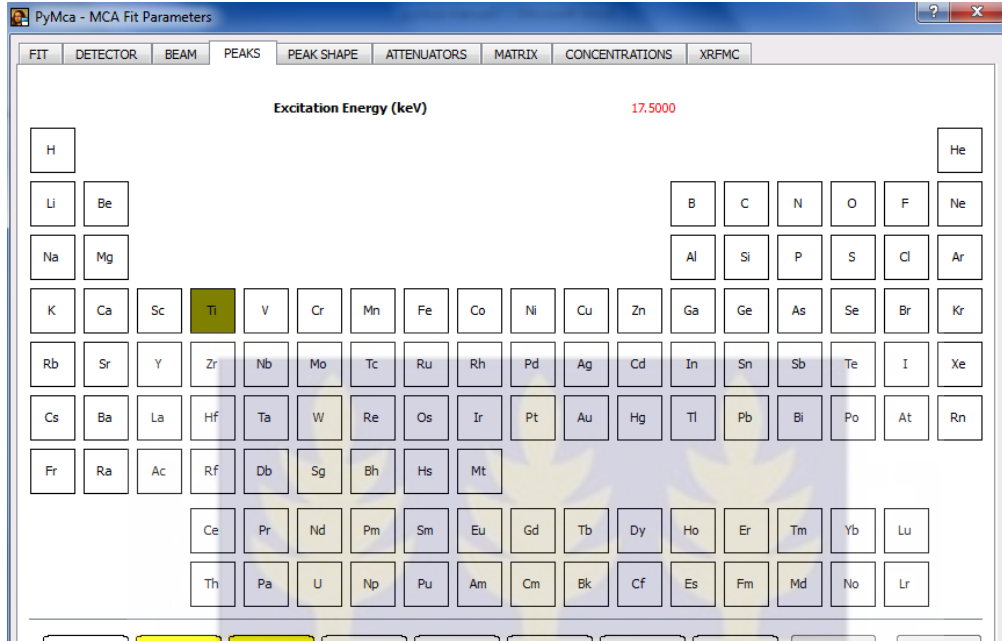 PyMca - MCA Fit Parameters ? X
FIT DETECTOR BEAM PEAKS PEAK SHAPE ATTENUATORS MATRIX CONCENTRATIONS XRFMC
Excitation Energy (keV) 17.5000
H He
Li Be B C N O F Ne
Na Mg Al Si P S Cl Ar
K Ca Sc Ti V Cr Mn Fe Co Ni Cu Zn Ga Ge As Se Br Kr
Rb Sr Y Zr Nb Mo Tc Ru Rh Pd Ag Cd In Sn Sb Te I Xe
Cs Ba La Hf Ta W Re Os Ir Pt Au Hg Tl Pb Bi Po At Rn
Fr Ra Ac Rf Db Sg Bh Hs Mt
Ce Pr Nd Pm Sm Eu Gd Tb Dy Ho Er Tm Yb Lu
Th Pa U Np Pu Am Cm Bk Cf Es Fm Md No Lr